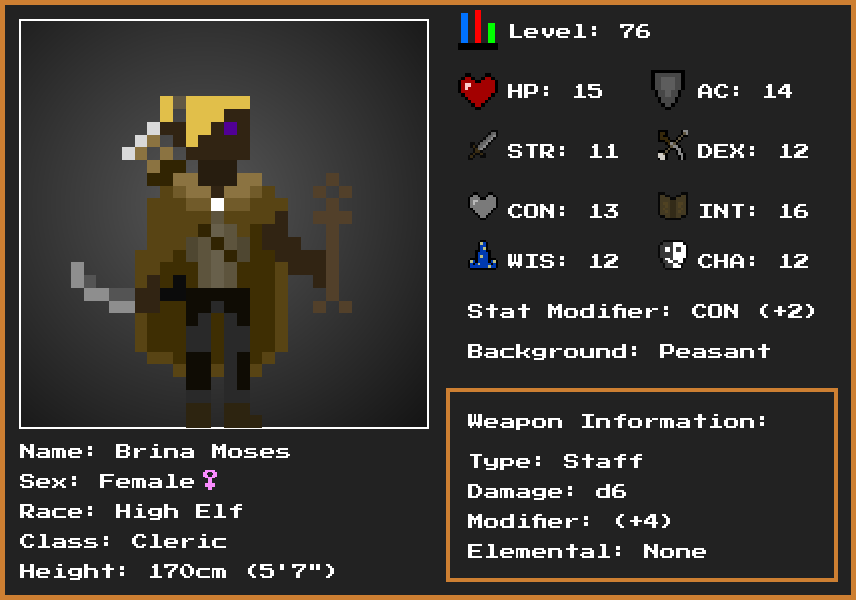 Level: 76
HP: 15
AC: 14
STR: 11
DEX: 12
CON: 13
INT: 16
WIS: 12
CHA: 12
Stat Modifier: CON (+2)
Background: Peasant
Weapon Information:
Type: Staff
Damage: d6
Modifier: (+4)
Elemental: None
Name: Brina Moses
Sex: Female♀
Race: High Elf
Class: Cleric
Height: 170cm (5'7")